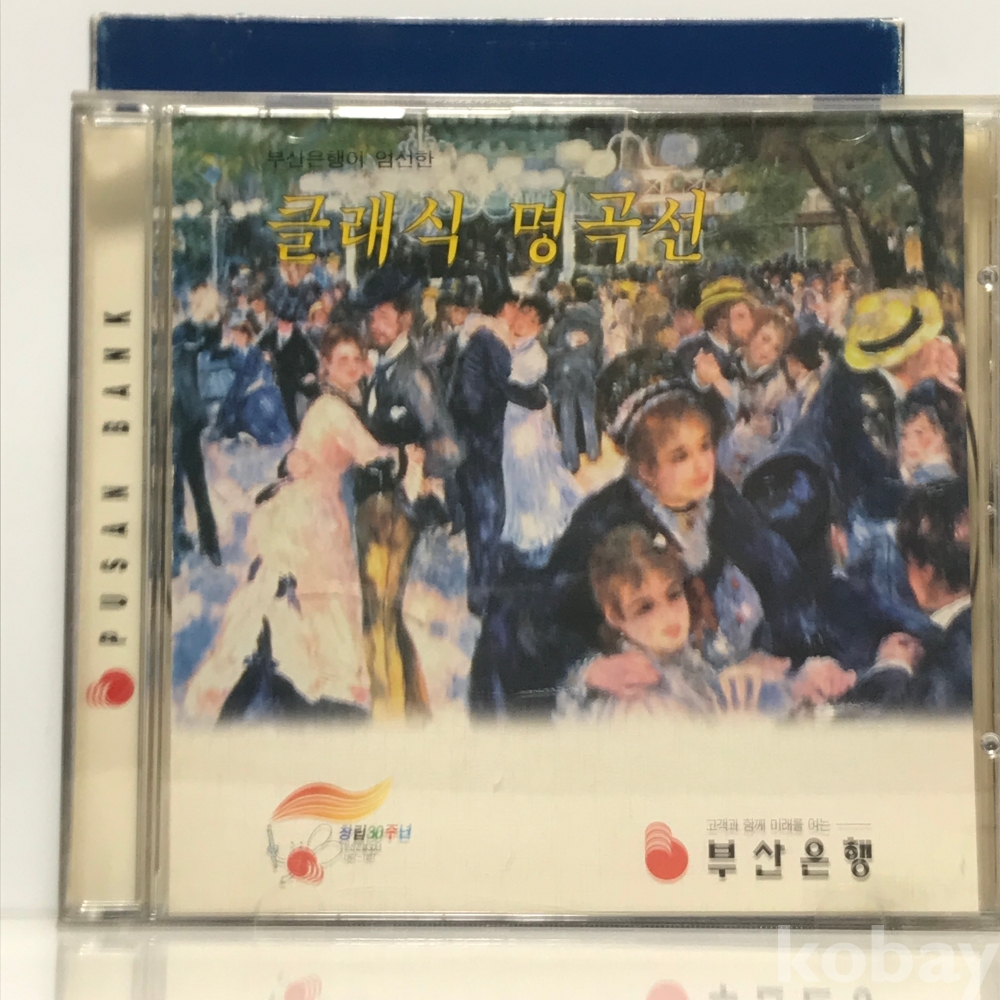 부산은행이 엄선한
클래식 명곡선
PUSAN BANK
창립30주년
고객과 함께 미래를 여는
부산은행
kobay